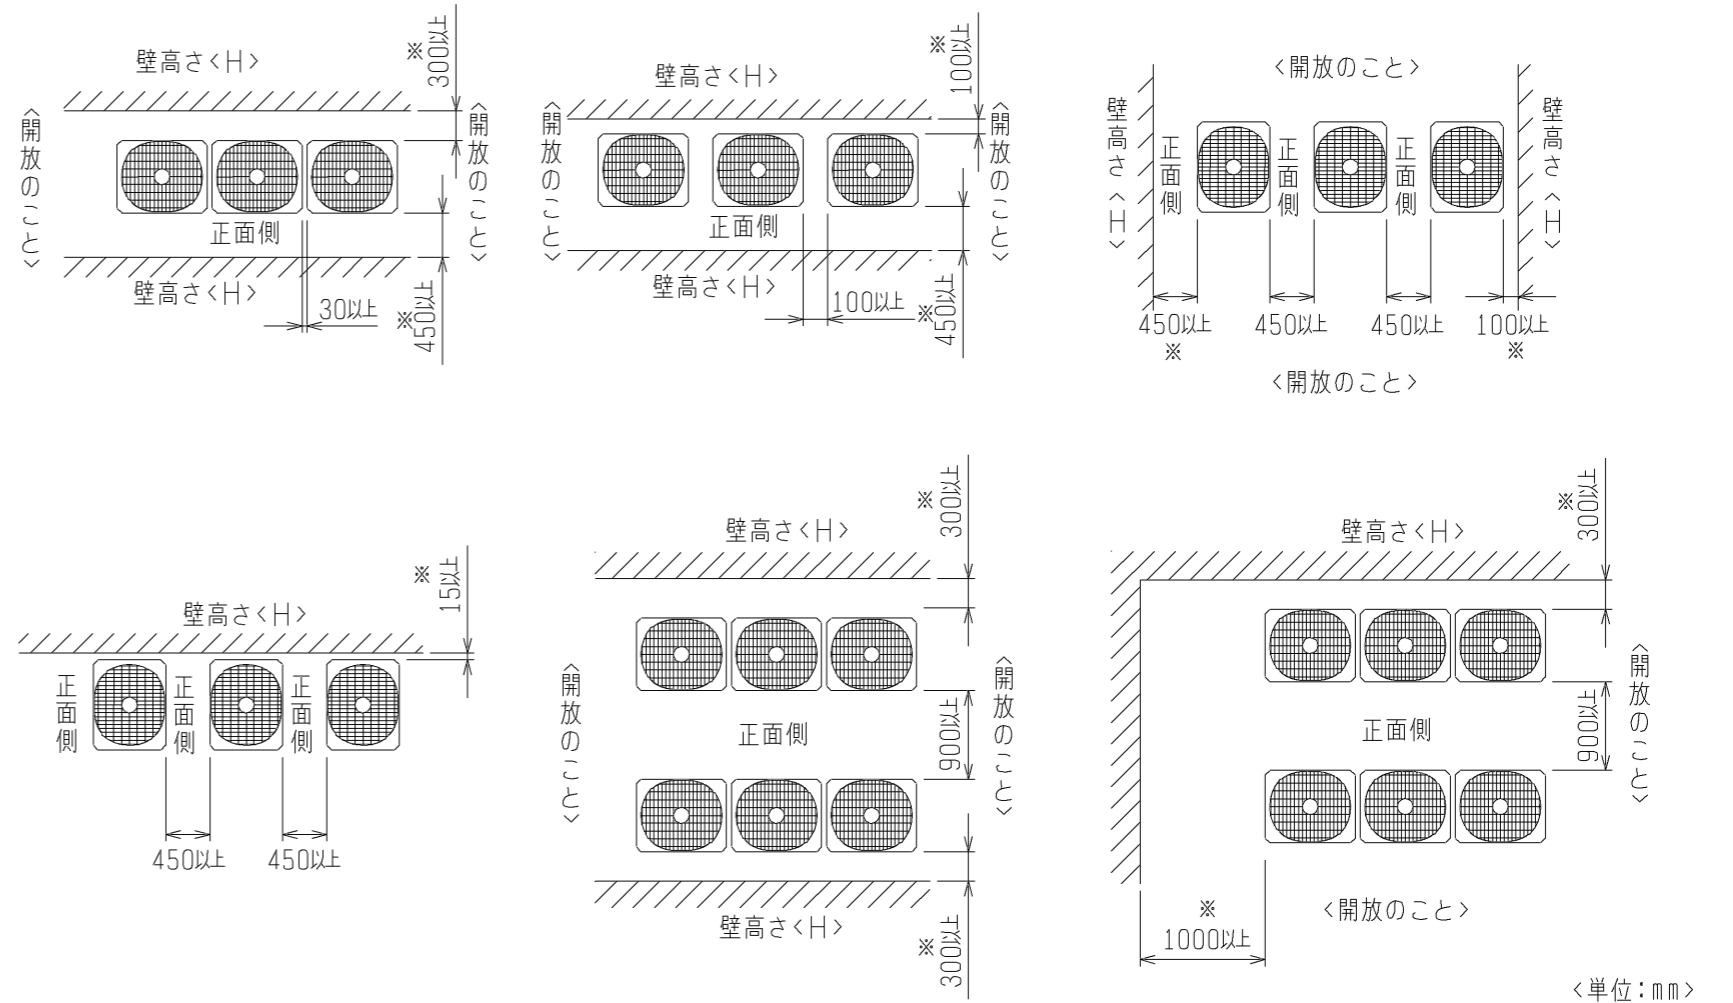 壁高さ<H>
※
300以上
<開放のこと>
<開放のこと>
正面側
壁高さ<H>
30以上
※
450以上
壁高さ<H>
※
100以上
<開放のこと>
<開放のこと>
正面側
壁高さ<H>
100以上
※
450以上
<開放のこと>
壁高さ<H>
正面側
正面側
正面側
壁高さ<H>
450以上
※
450以上
450以上
100以上
※
<開放のこと>
壁高さ<H>
※
15以上
正面側
正面側
正面側
450以上
450以上
壁高さ<H>
※
300以上
<開放のこと>
正面側
900以上
<開放のこと>
壁高さ<H>
※
300以上
壁高さ<H>
※
300以上
正面側
900以上
<開放のこと>
※
1000以上
<開放のこと>
<単位:mm>